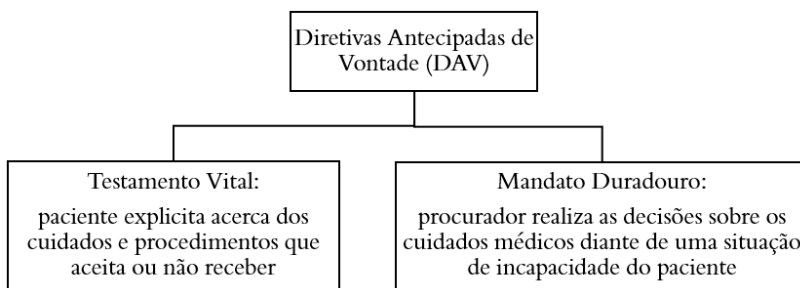 Diretivas Antecipadas de
Vontade (DAV)
Testamento Vital:
paciente explicita acerca dos
cuidados e procedimentos que
aceita ou não receber
Mandato Duradouro:
procurador realiza as decisões sobre os
cuidados médicos diante de uma situação
de incapacidade do paciente